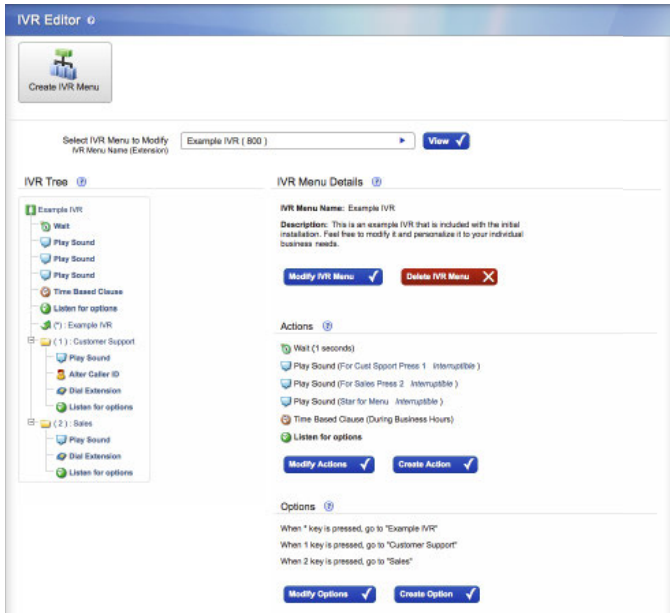 IVR Editor
Create IVR Menu
Select IVR Menu to Modify
IVR Menu Name (Extension)
Example IVR ( 800 )
View
IVR Tree
Example IVR
Wait
Play Sound
Play Sound
Play Sound
Time Based Clause
Listen for options
(*) : Example IVR
( 1 ) : Customer Support
Play Sound
Alter Caller ID
Dial Extension
Listen for options
( 2 ) : Sales
Play Sound
Dial Extension
Listen for options
IVR Menu Details
IVR Menu Name: Example IVR
Description: This is an example IVR that is included with the initial
installation. Feel free to modify it and personalize it to your individual
business needs.
Modify IVR Menu
Delete IVR Menu
Actions
Wait (1 seconds)
Play Sound (For Cust Spport Press 1 Interruptible )
Play Sound (For Sales Press 2 Interruptible )
Play Sound (Star for Menu Interruptible )
Time Based Clause (During Business Hours)
Listen for options
Modify Actions
Create Action
Options
When * key is pressed, go to "Example IVR"
When 1 key is pressed, go to "Customer Support"
When 2 key is pressed, go to "Sales"
Modify Options
Create Option